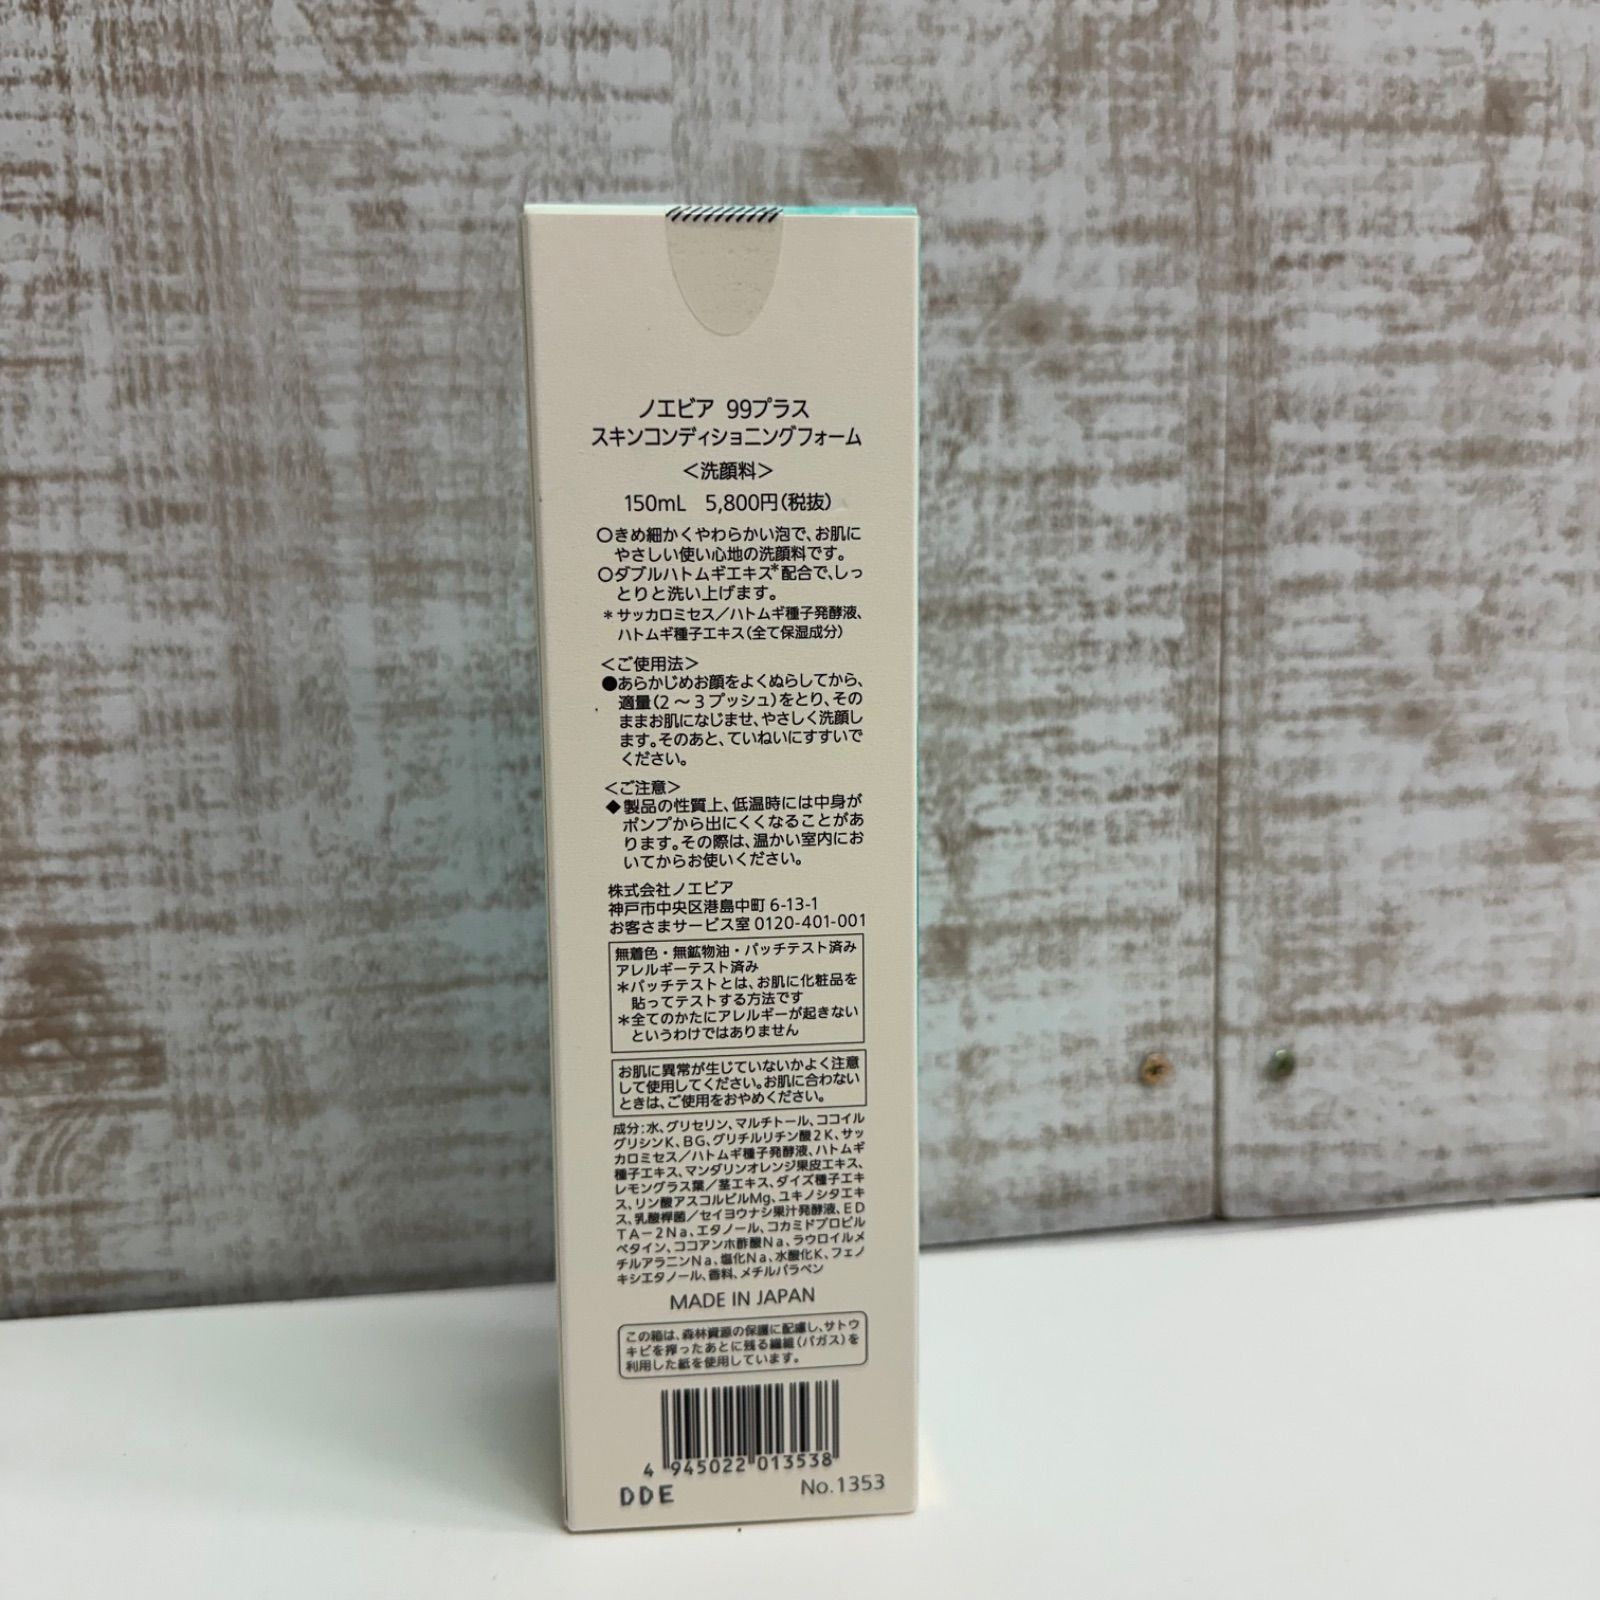 ノエビア 99プラス
スキンコンディショニングフォーム
＜洗顔料＞
150mL 5,800円(税抜)
○きめ細かくやわらかい泡で、お肌に
やさしい使い心地の洗顔料です。
○ダブルハトムギエキス*配合で、しっ
とりと洗い上げます。
＊サッカロミセス／ハトムギ種子発酵液、
ハトムギ種子エキス(全て保湿成分)
＜ご使用法＞
●あらかじめお顔をよくぬらしてから、
適量(2～3プッシュ)をとり、その
ままお肌になじませ、やさしく洗顔し
ます。そのあと、ていねいにすすいで
ください。
＜ご注意＞
◆製品の性質上、低温時には中身が
ポンプから出にくくなることがあ
ります。その際は、温かい室内にお
いてからお使いください。
株式会社ノエビア
神戸市中央区港島中町 6-13-1
お客さまサービス室 0120-401-001
無着色・無鉱物油・パッチテスト済み
アレルギーテスト済み
＊パッチテストとは、お肌に化粧品を
貼ってテストする方法です
＊全てのかたにアレルギーが起きない
というわけではありません
お肌に異常が生じていないかよく注意
して使用してください。お肌に合わない
ときは、ご使用をおやめください。
成分：水、グリセリン、マルチトール、ココイル
グリシンK、BG、グリチルリチン酸2K、サッ
カロミセス／ハトムギ種子発酵液、ハトムギ
種子エキス、マンダリンオレンジ果皮エキス、
レモングラス葉／茎エキス、ダイズ種子エキ
ス、リン酸アスコルビルMg、ユキノシタエキ
ス、乳酸桿菌／セイヨウナシ果汁発酵液、ED
TA－2Na、エタノール、コカミドプロピル
ベタイン、ココアンホ酢酸Na、ラウロイルメ
チルアラニンNa、塩化Na、水酸化K、フェノ
キシエタノール、香料、メチルパラベン
MADE IN JAPAN
この箱は、森林資源の保護に配慮し、サトウ
キビを搾ったあとに残る繊維(バガス)を
利用した紙を使用しています。
4 945022 013538
DDE No.1353